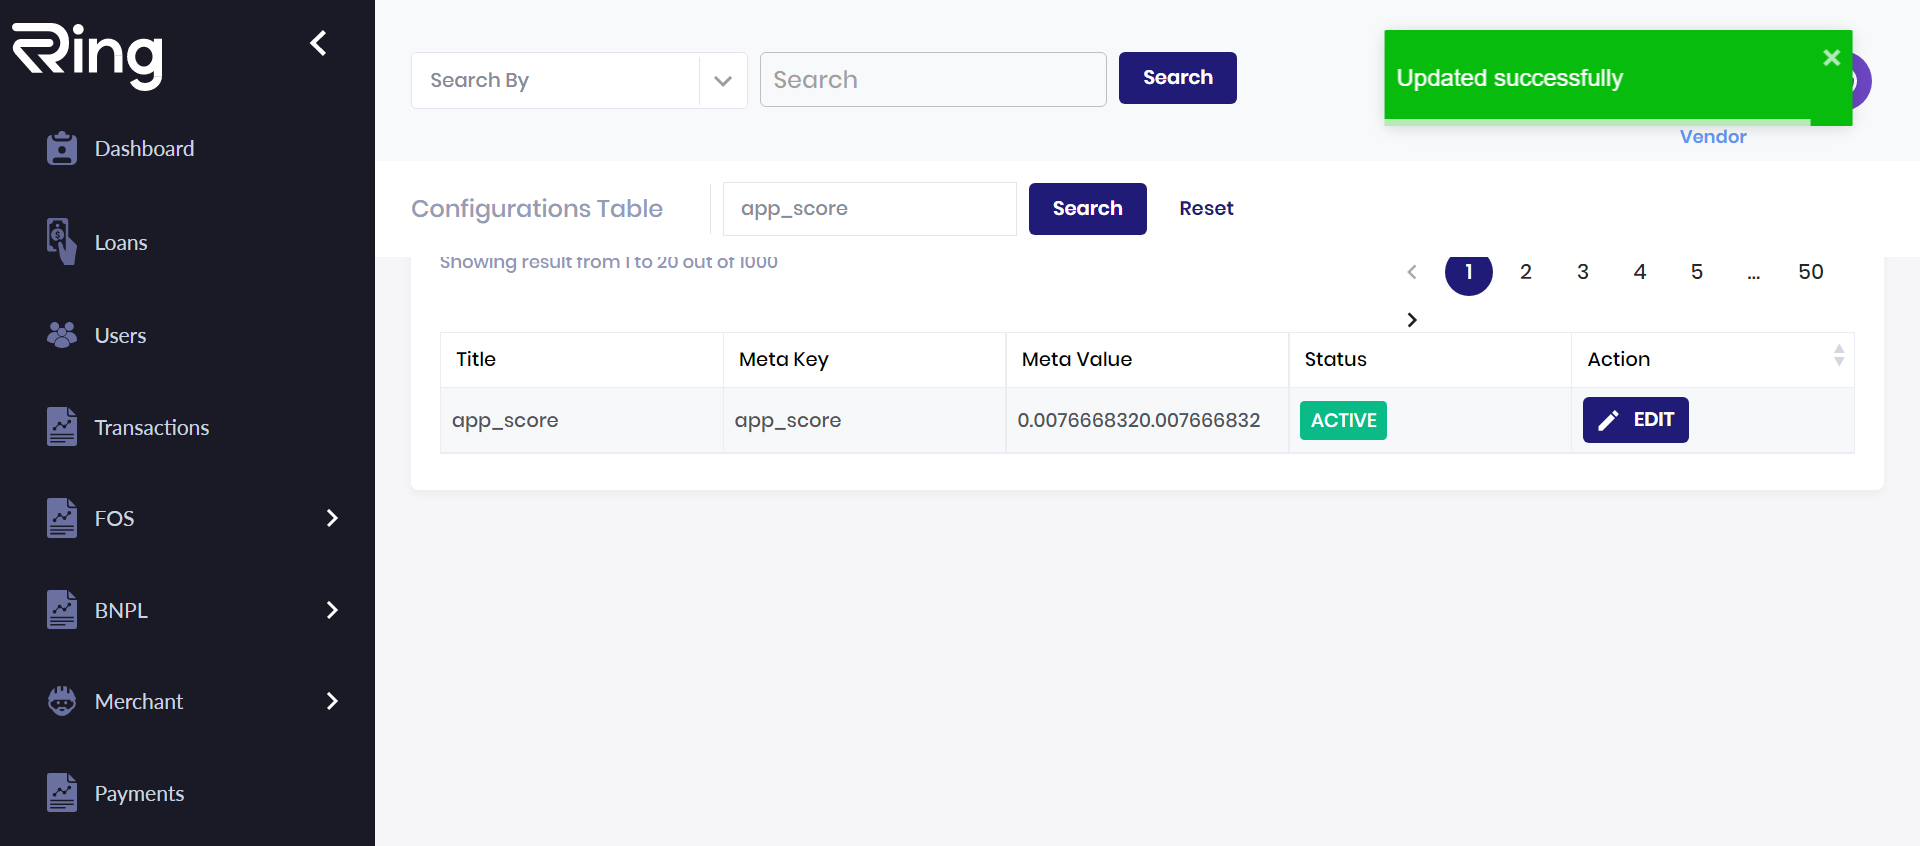 Ring
Dashboard
Loans
Users
Transactions
FOS
BNPL
Merchant
Payments
Search By
Search
Search
Updated successfully
Vendor
Configurations Table
app_score
Search
Reset
Showing result from 1 to 20 out of 1000
1 2 3 4 5 ... 50
Title Meta Key Meta Value Status Action
app_score app_score 0.0076668320.007666832 ACTIVE EDIT